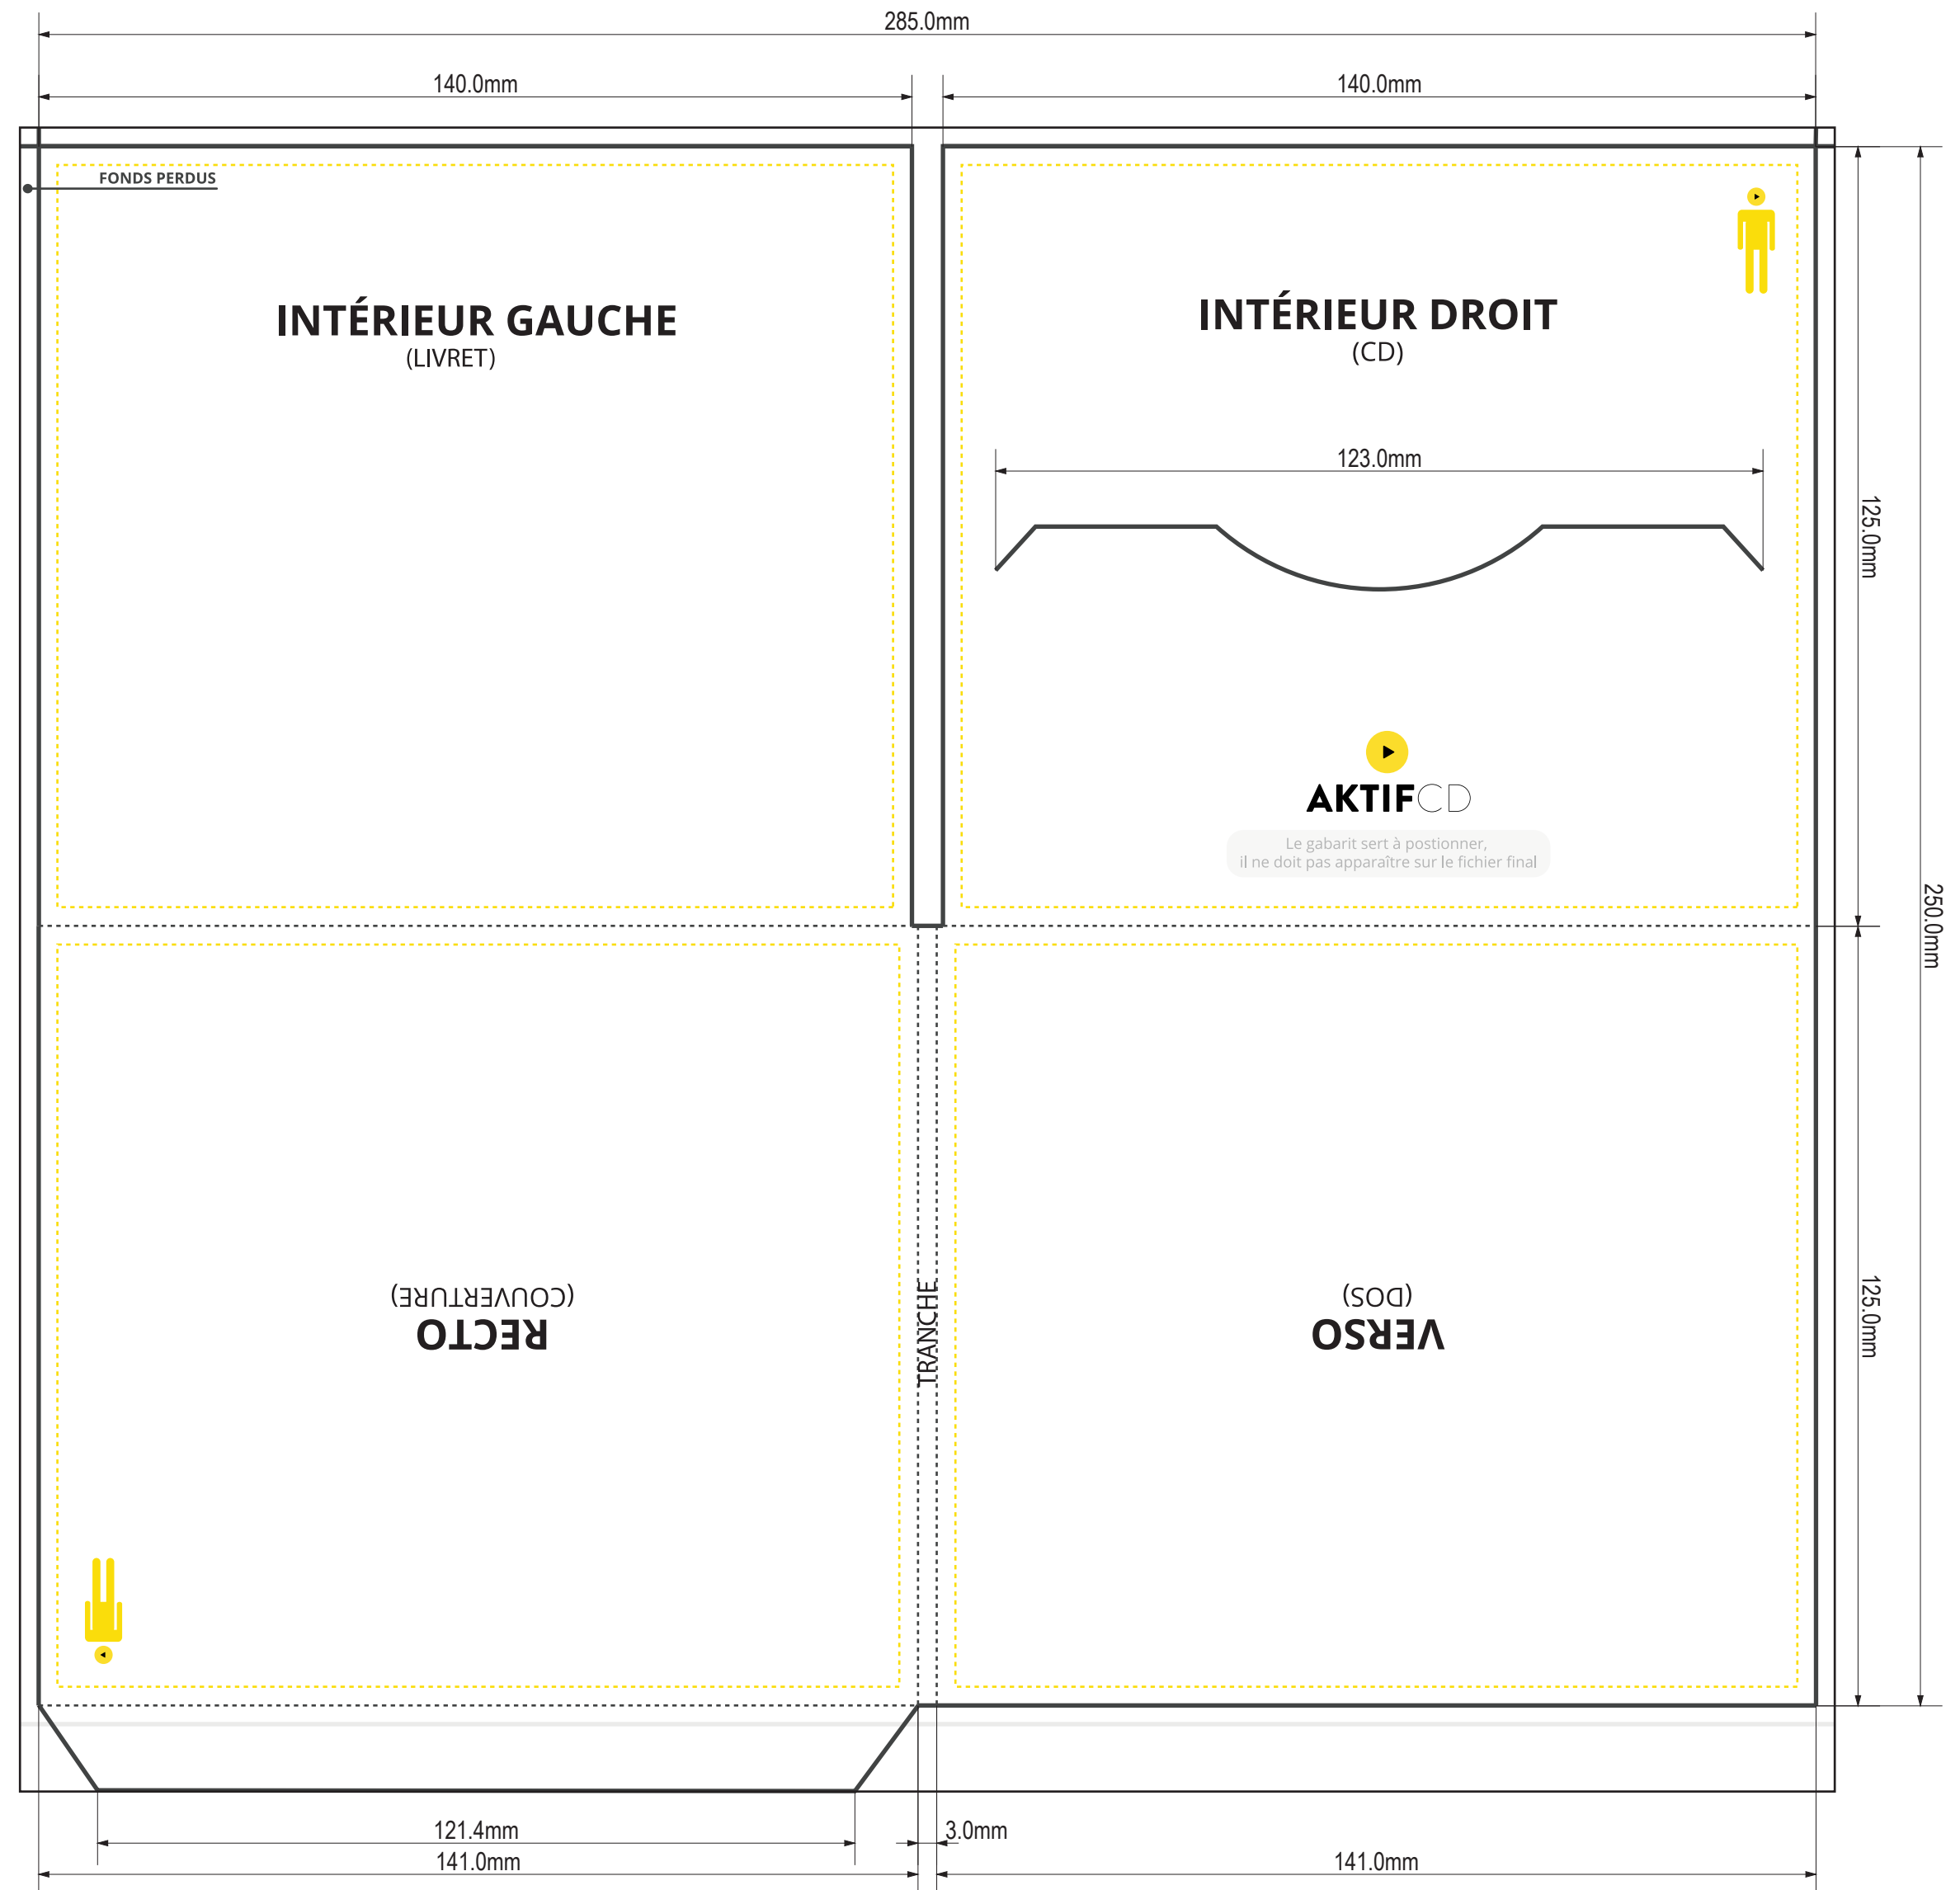 285.0mm
140.0mm
140.0mm
FONDS PERDUS
INTÉRIEUR GAUCHE
(LIVRET)
INTÉRIEUR DROIT
(CD)
123.0mm
125.0mm
AKTIFCD
Le gabarit sert à postionner,
il ne doit pas apparaître sur le fichier final
250.0mm
RECTO
(COUVERTURE)
TRANCHE
VERSO
(DOS)
125.0mm
121.4mm
3.0mm
141.0mm
141.0mm